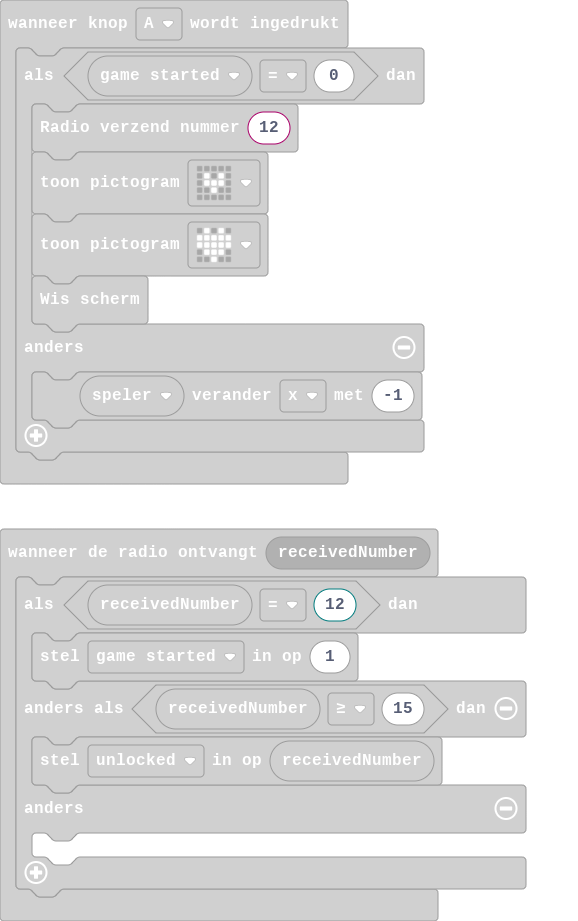 wanneer knop A wordt ingedrukt
als game started = 0 dan
Radio verzend nummer 12
toon pictogram
toon pictogram
Wis scherm
anders
speler verander x met -1
wanneer de radio ontvangt receivedNumber
als receivedNumber = 12 dan
stel game started in op 1
anders als receivedNumber ≥ 15 dan
stel unlocked in op receivedNumber
anders